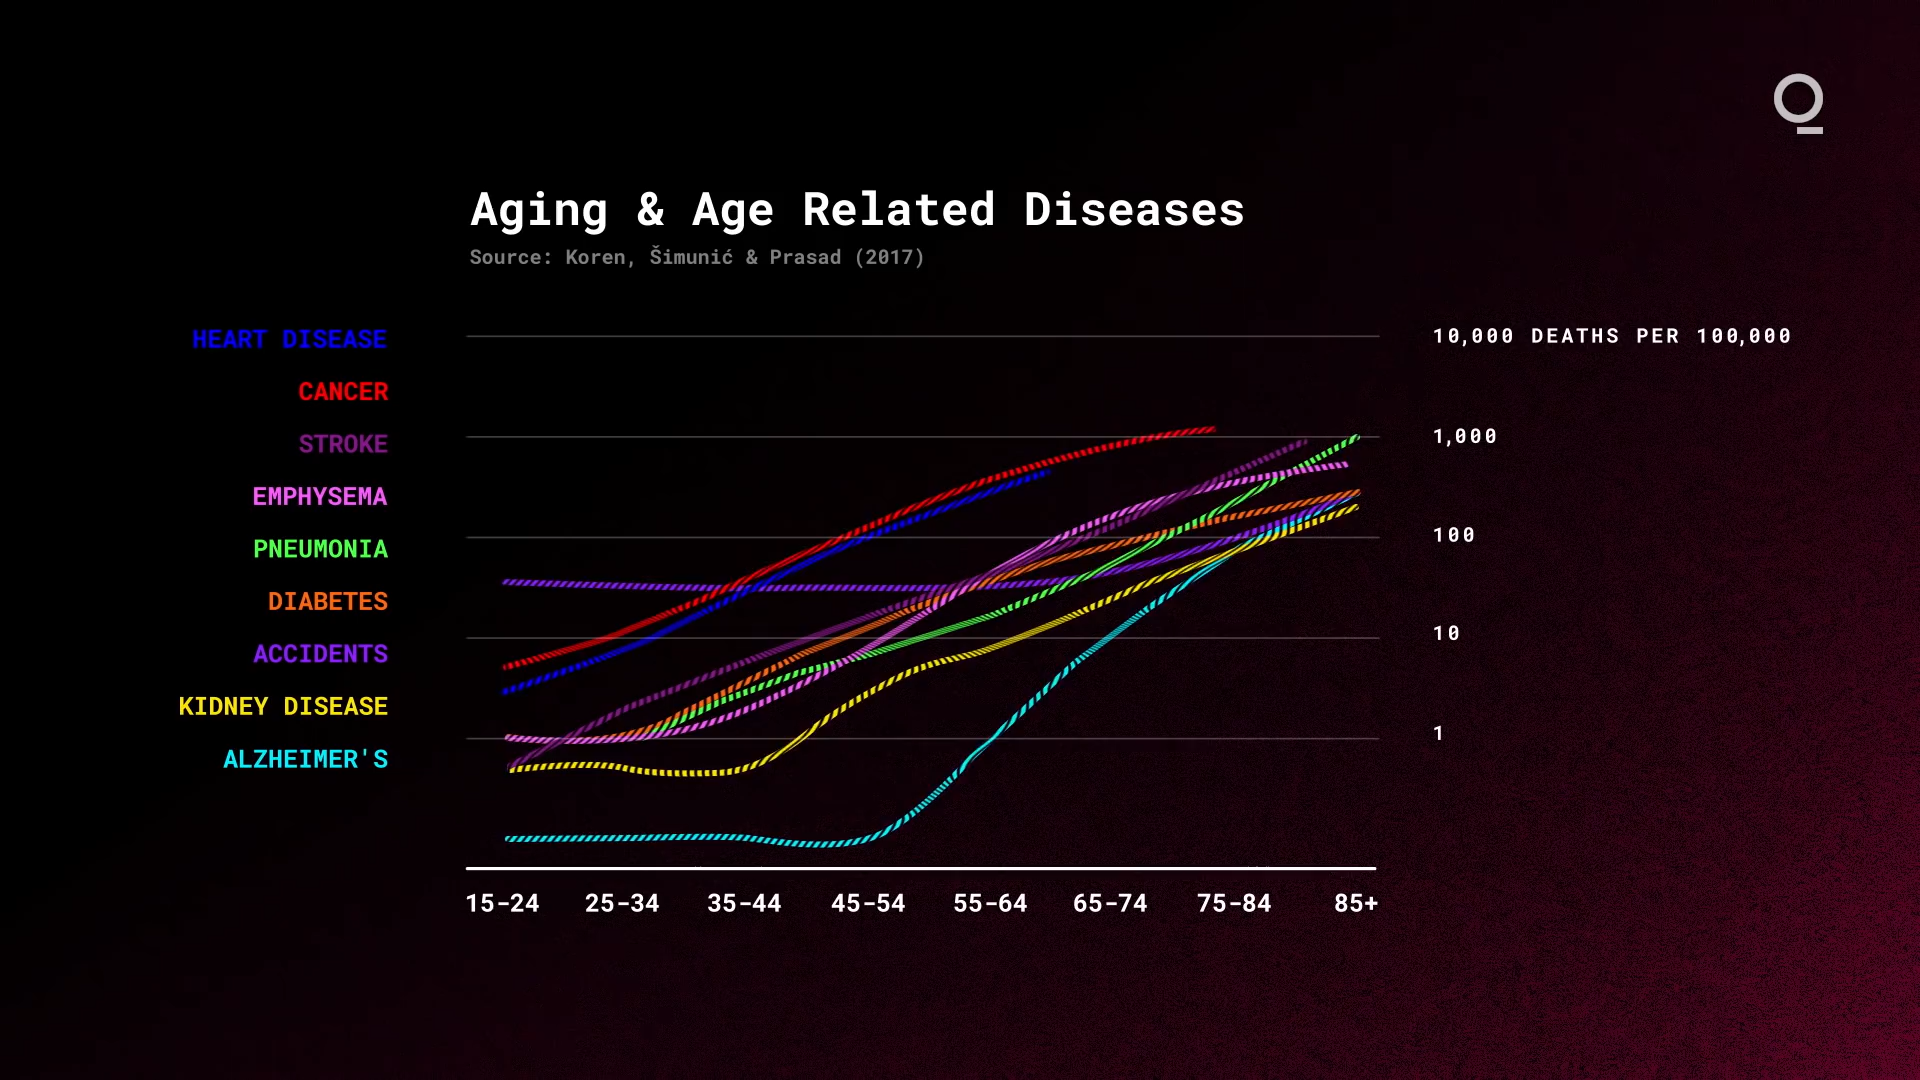 Aging & Age Related Diseases
Source: Koren, Šimunić & Prasad (2017)
HEART DISEASE
CANCER
STROKE
EMPHYSEMA
PNEUMONIA
DIABETES
ACCIDENTS
KIDNEY DISEASE
ALZHEIMER'S
10,000 DEATHS PER 100,000
1,000
100
10
1
15-24 25-34 35-44 45-54 55-64 65-74 75-84 85+